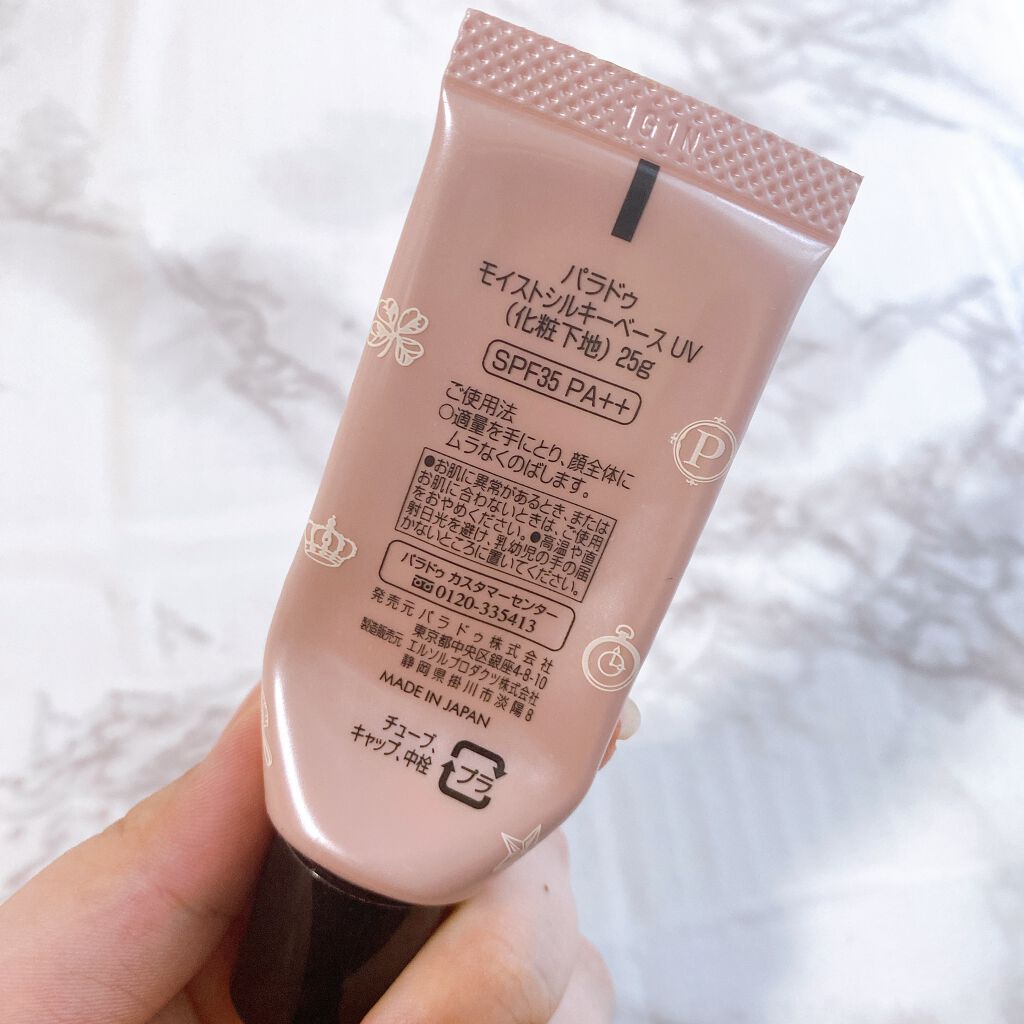 1G1N
パラドゥ
モイストシルキーベース UV
(化粧下地) 25g
SPF35 PA++
ご使用法
○適量を手にとり、顔全体に
ムラなくのばします。
●お肌に異常があるとき、または
お肌に合わないときは、ご使用
をおやめください。●高温や直
射日光を避け、乳幼児の手の届
かないところに置いてください。
パラドゥ カスタマーセンター
0120-335413
発売元 パラドゥ株式会社
東京都中央区銀座4-8-10
製造販売元 エルソルプロダクツ株式会社
静岡県掛川市淡陽8
MADE IN JAPAN
チューブ、
キャップ、中栓
プラ
P